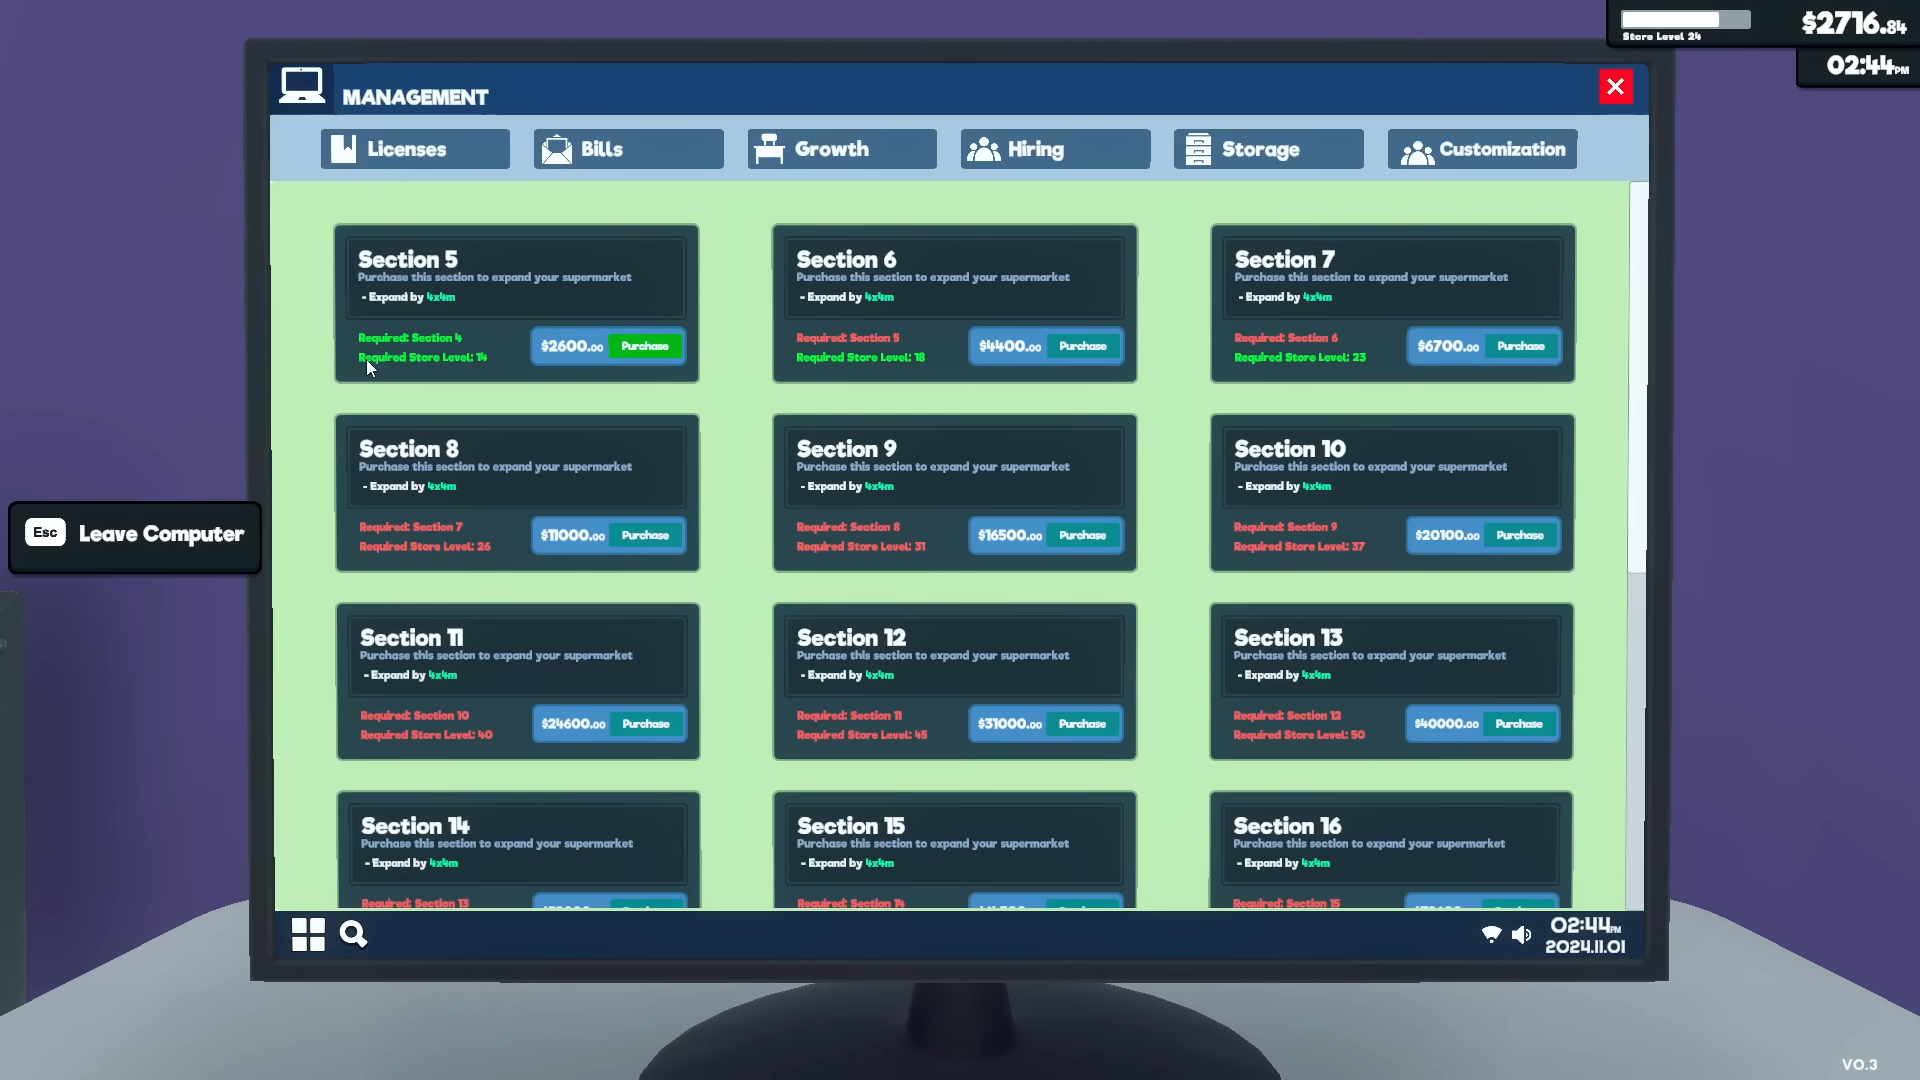 Store Level 24
$2716.84
02:44PM
MANAGEMENT
Licenses
Bills
Growth
Hiring
Storage
Customization
Section 5
Purchase this section to expand your supermarket
- Expand by 4x4m
Required: Section 4
Required Store Level: 14
$2600.00 Purchase
Section 6
Purchase this section to expand your supermarket
- Expand by 4x4m
Required: Section 5
Required Store Level: 18
$4400.00 Purchase
Section 7
Purchase this section to expand your supermarket
- Expand by 4x4m
Required: Section 6
Required Store Level: 23
$6700.00 Purchase
Section 8
Purchase this section to expand your supermarket
- Expand by 4x4m
Required: Section 7
Required Store Level: 26
$11000.00 Purchase
Section 9
Purchase this section to expand your supermarket
- Expand by 4x4m
Required: Section 8
Required Store Level: 31
$16500.00 Purchase
Section 10
Purchase this section to expand your supermarket
- Expand by 4x4m
Required: Section 9
Required Store Level: 37
$20100.00 Purchase
Esc Leave Computer
Section 11
Purchase this section to expand your supermarket
- Expand by 4x4m
Required: Section 10
Required Store Level: 40
$24600.00 Purchase
Section 12
Purchase this section to expand your supermarket
- Expand by 4x4m
Required: Section 11
Required Store Level: 45
$31000.00 Purchase
Section 13
Purchase this section to expand your supermarket
- Expand by 4x4m
Required: Section 12
Required Store Level: 50
$40000.00 Purchase
Section 14
Purchase this section to expand your supermarket
- Expand by 4x4m
Required: Section 13
Section 15
Purchase this section to expand your supermarket
- Expand by 4x4m
Required: Section 14
Section 16
Purchase this section to expand your supermarket
- Expand by 4x4m
Required: Section 15
02:44PM
2024.11.01
V0.3